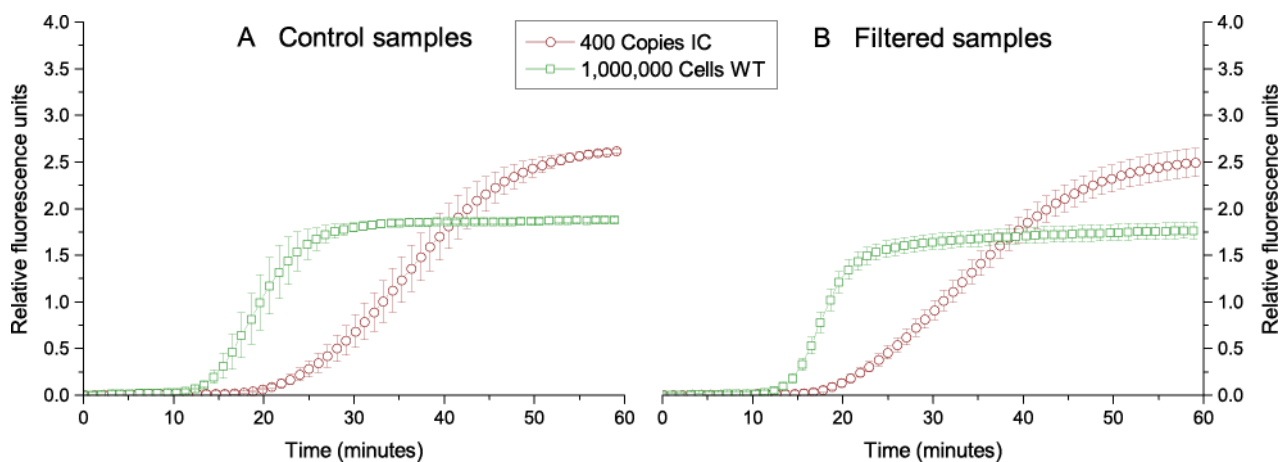 A Control samples
400 Copies IC
1,000,000 Cells WT
B Filtered samples
Relative fluorescence units
4.0
3.5
3.0
2.5
2.0
1.5
1.0
0.5
0.0
0 10 20 30 40 50 60
Time (minutes)
0 10 20 30 40 50 60
Time (minutes)
4.0
3.5
3.0
2.5
2.0
1.5
1.0
0.5
0.0
Relative fluorescence units